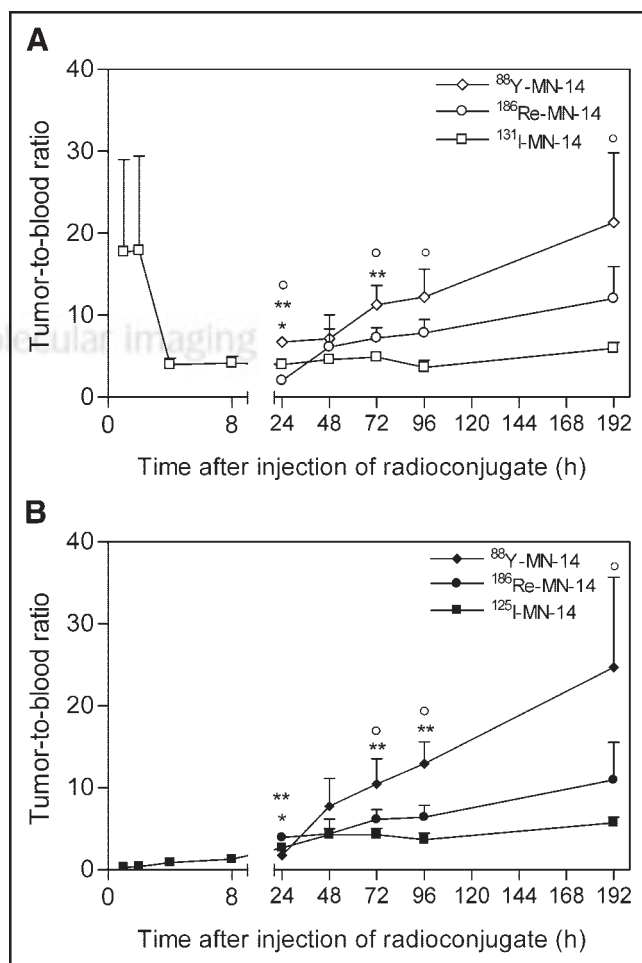 A
40
30
20
10
0
Tumor-to-blood ratio
⁸⁸Y-MN-14
¹⁸⁶Re-MN-14
¹³¹I-MN-14
**
*
**
0 8 24 48 72 96 120 144 168 192
Time after injection of radioconjugate (h)
lecular imaging
B
40
30
20
10
0
Tumor-to-blood ratio
⁸⁸Y-MN-14
¹⁸⁶Re-MN-14
¹²⁵I-MN-14
**
*
**
**
0 8 24 48 72 96 120 144 168 192
Time after injection of radioconjugate (h)